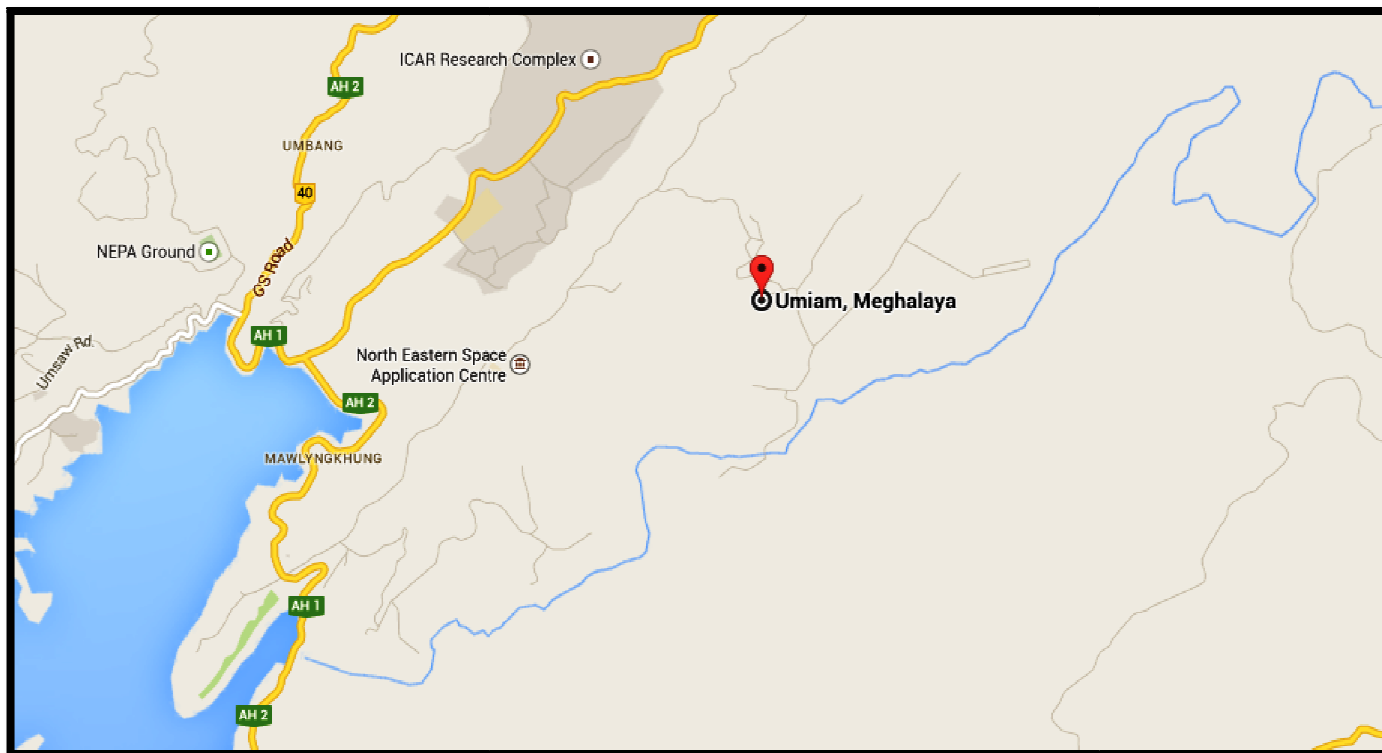 ICAR Research Complex
AH 2
UMBANG
40
NEPA Ground
GS Road
Umiam, Meghalaya
AH 1
Umsaw Rd
North Eastern Space
Application Centre
AH 2
MAWLYNGKHUNG
AH 1
AH 2